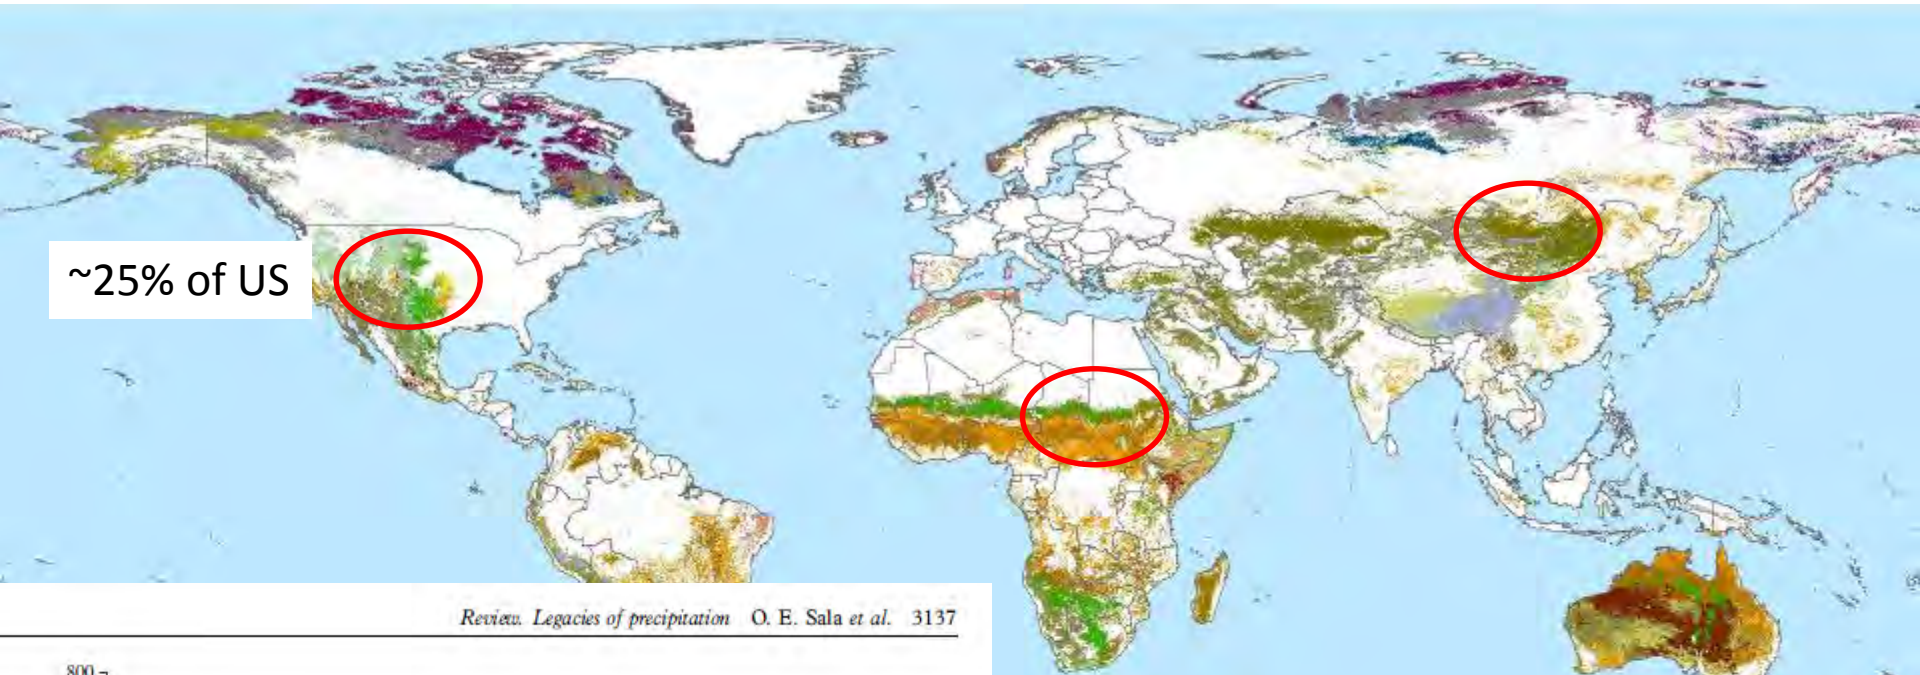 ~25% of US
Review. Legacies of precipitation O. E. Sala et al. 3137
800